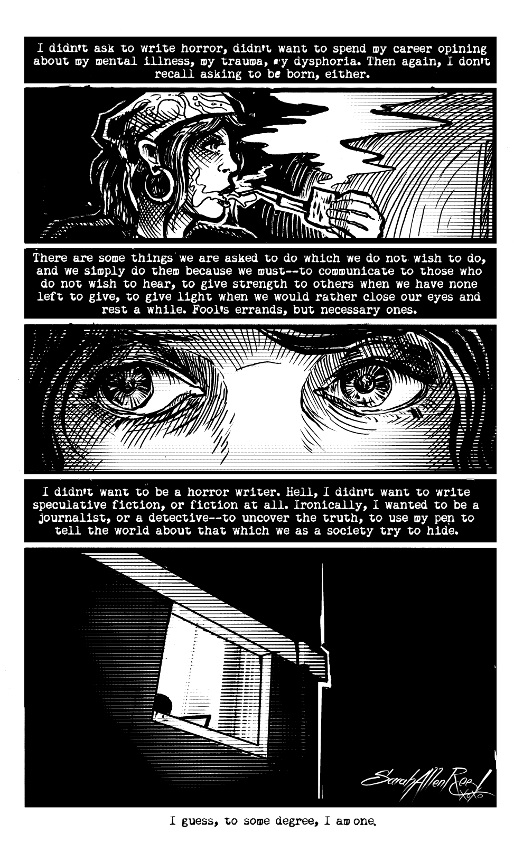 I didn't ask to write horror, didn't want to spend my career opining
about my mental illness, my trauma, my dysphoria. Then again, I don't
recall asking to be born, either.
There are some things we are asked to do which we do not wish to do,
and we simply do them because we must--to communicate to those who
do not wish to hear, to give strength to others when we have none
left to give, to give light when we would rather close our eyes and
rest a while. Fool's errands, but necessary ones.
I didn't want to be a horror writer. Hell, I didn't want to write
speculative fiction, or fiction at all. Ironically, I wanted to be a
journalist, or a detective--to uncover the truth, to use my pen to
tell the world about that which we as a society try to hide.
Sarah Allen Ree
I guess, to some degree, I am one.